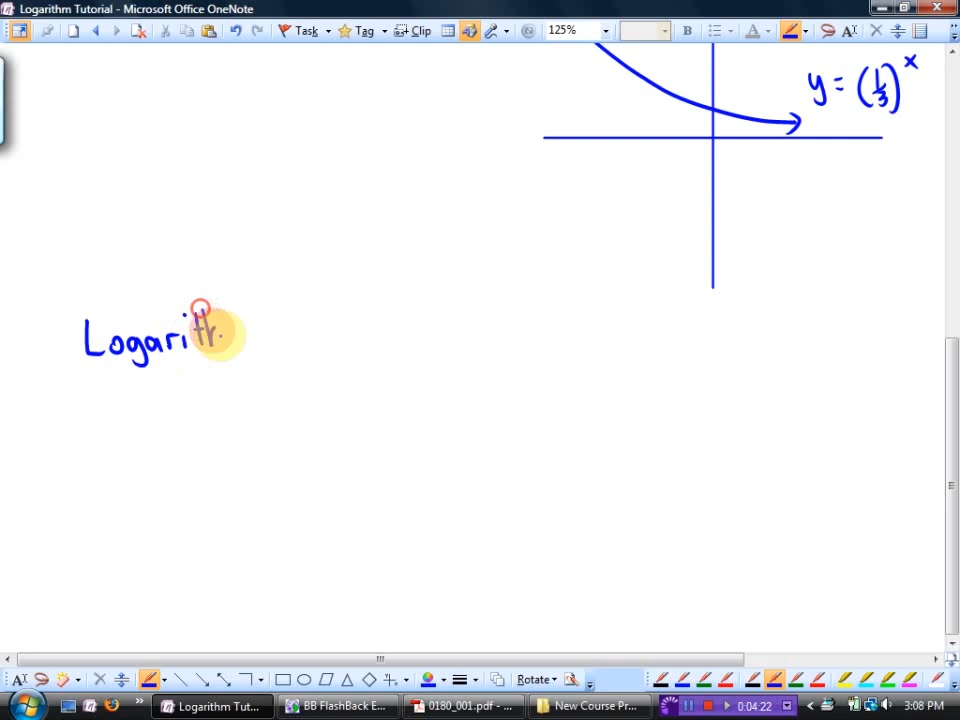 Logarithm Tutorial - Microsoft Office OneNote
Task Tag Clip 125% B A
y = (1/3)^x
Logarith
Rotate
Logarithm Tut... BB FlashBack E... 0180_001.pdf - ... New Course Pr... 0:04:22 3:08 PM